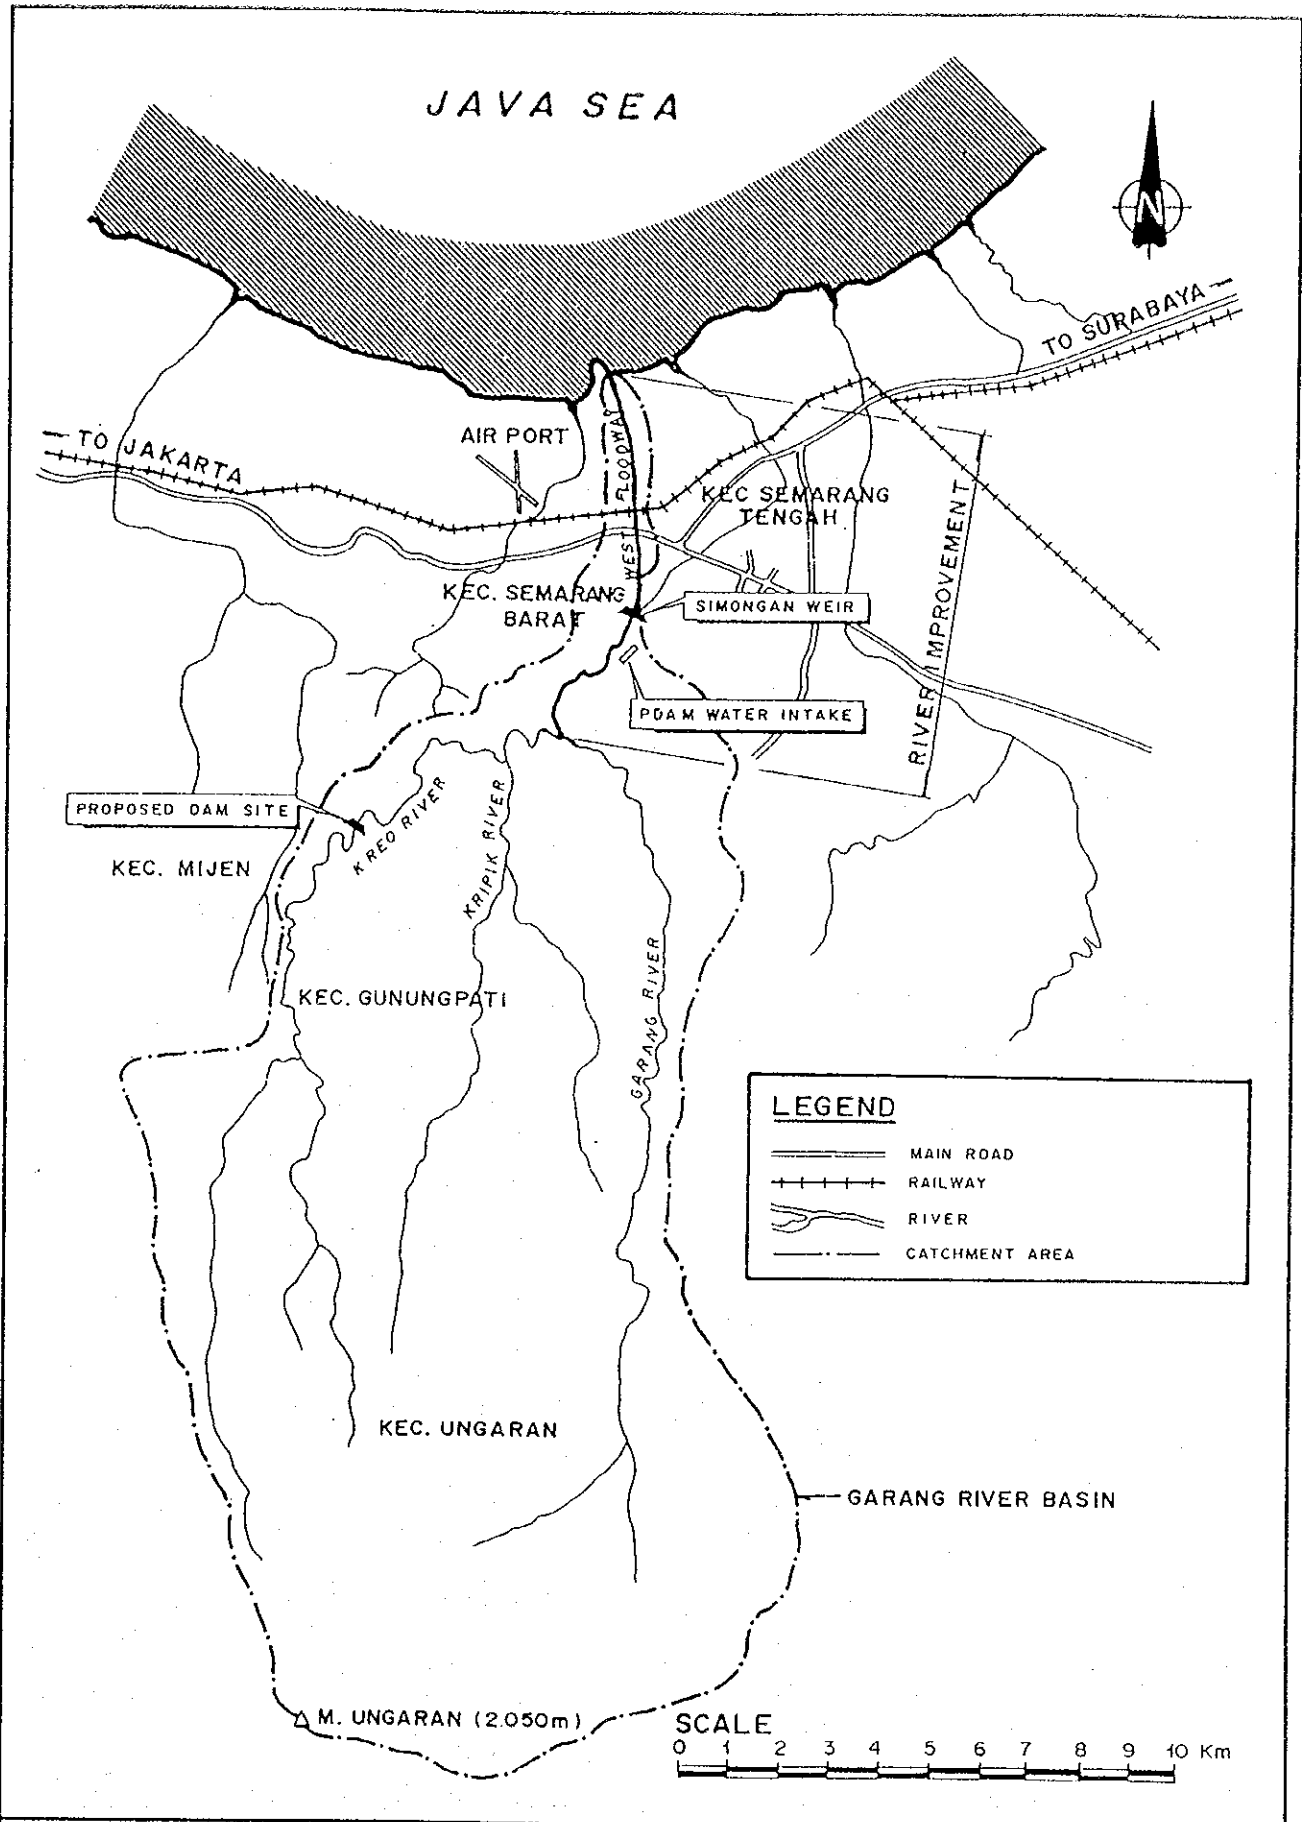 JAVA SEA
N
TO SURABAYA
TO JAKARTA
AIR PORT
WEST FLOODWAY
KEC SEMARANG
TENGAH
KEC. SEMARANG
BARAT
SIMONGAN WEIR
RIVER IMPROVEMENT
PDAM WATER INTAKE
PROPOSED DAM SITE
KREO RIVER
KRIPIK RIVER
KEC. MIJEN
GARANG RIVER
KEC. GUNUNGPATI
LEGEND
MAIN ROAD
RAILWAY
RIVER
CATCHMENT AREA
KEC. UNGARAN
GARANG RIVER BASIN
M. UNGARAN (2.050m)
SCALE
0 1 2 3 4 5 6 7 8 9 10 Km